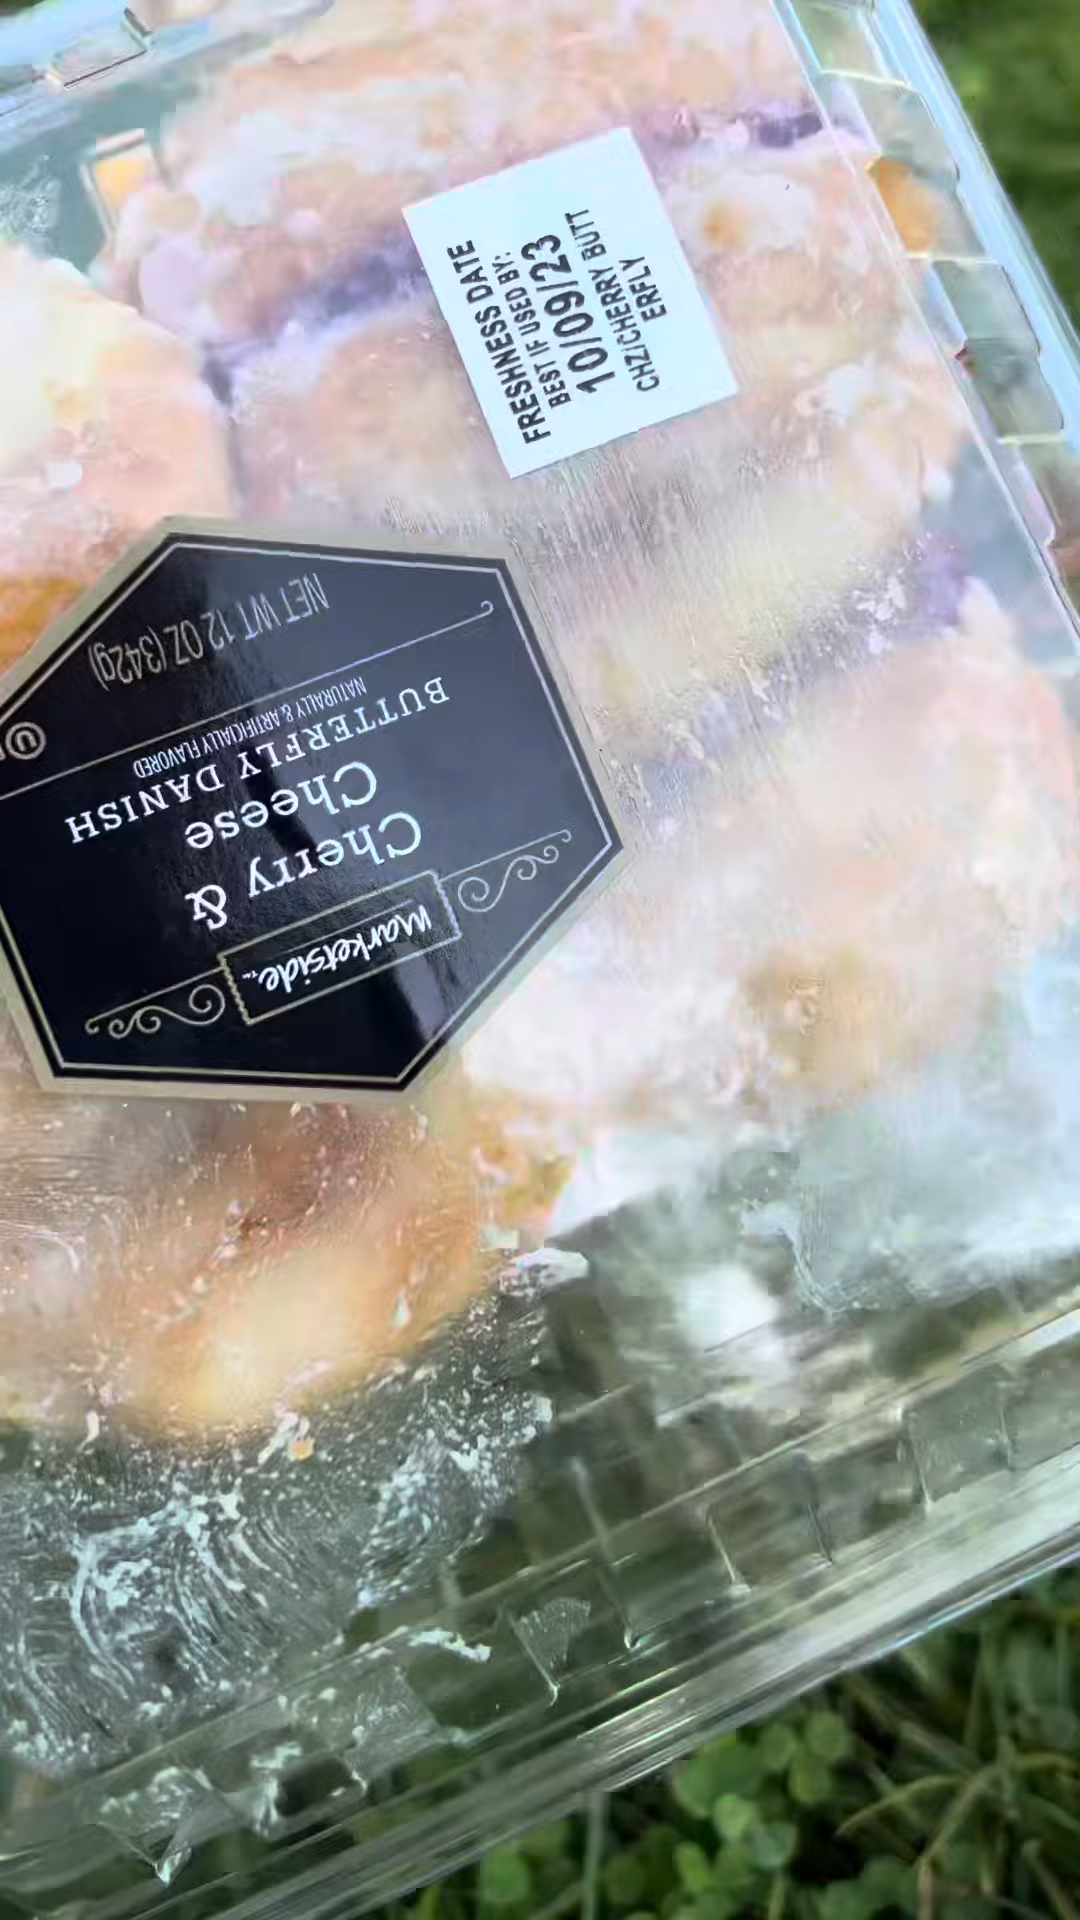 FRESHNESS DATE
BEST IF USED BY:
10/09/23
CHZ/CHERRY BUTT
ERFLY
marketside™
Cherry &
Cheese
BUTTERFLY DANISH
NATURALLY & ARTIFICIALLY FLAVORED
NET WT 12 OZ (342g)
U